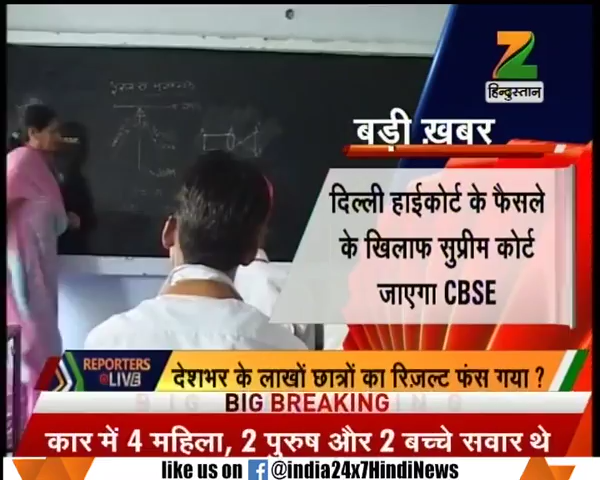 Z
हिन्दुस्तान
बड़ी ख़बर
दिल्ली हाईकोर्ट के फैसले
के खिलाफ सुप्रीम कोर्ट
जाएगा CBSE
REPORTERS
LIVE
देशभर के लाखों छात्रों का रिज़ल्ट फंस गया ?
BIG BREAKING
कार में 4 महिला, 2 पुरुष और 2 बच्चे सवार थे
like us on f @india24x7HindiNews